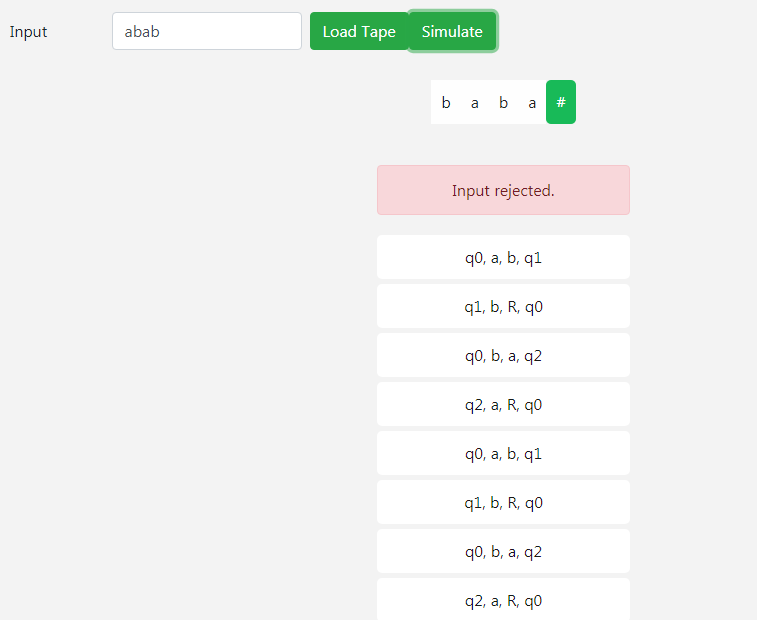 Input abab Load Tape Simulate
b a b a #
Input rejected.
q0, a, b, q1
q1, b, R, q0
q0, b, a, q2
q2, a, R, q0
q0, a, b, q1
q1, b, R, q0
q0, b, a, q2
q2, a, R, q0